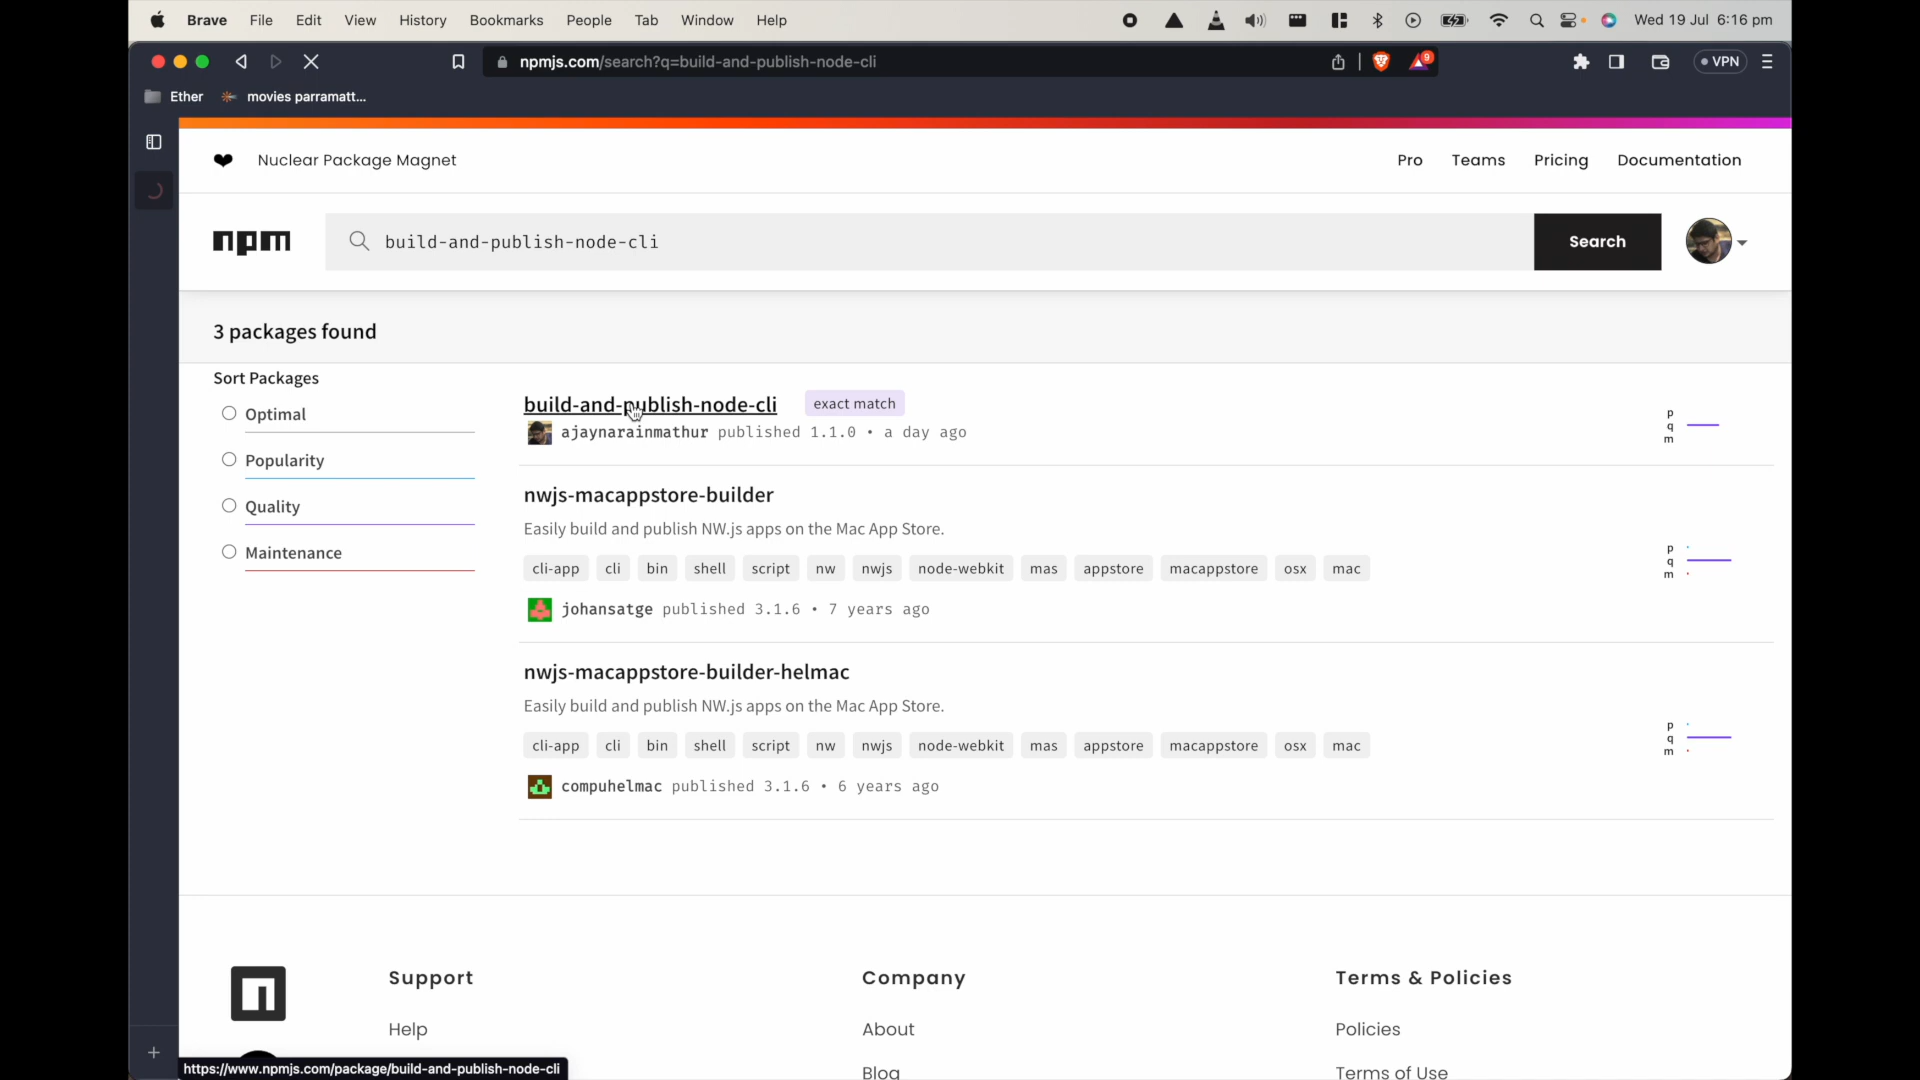 Brave File Edit View History Bookmarks People Tab Window Help Wed 19 Jul 6:16 pm
npmjs.com/search?q=build-and-publish-node-cli 9 VPN
Ether movies parramatt...
Nuclear Package Magnet Pro Teams Pricing Documentation
npm build-and-publish-node-cli Search
3 packages found
Sort Packages
Optimal
Popularity
Quality
Maintenance
build-and-publish-node-cli exact match
ajaynarainmathur published 1.1.0 • a day ago
p
q
m
nwjs-macappstore-builder
Easily build and publish NW.js apps on the Mac App Store.
cli-app cli bin shell script nw nwjs node-webkit mas appstore macappstore osx mac
johansatge published 3.1.6 • 7 years ago
p
q
m
nwjs-macappstore-builder-helmac
Easily build and publish NW.js apps on the Mac App Store.
cli-app cli bin shell script nw nwjs node-webkit mas appstore macappstore osx mac
compuhelmac published 3.1.6 • 6 years ago
p
q
m
Support Company Terms & Policies
Help About Policies
Blog Terms of Use
https://www.npmjs.com/package/build-and-publish-node-cli